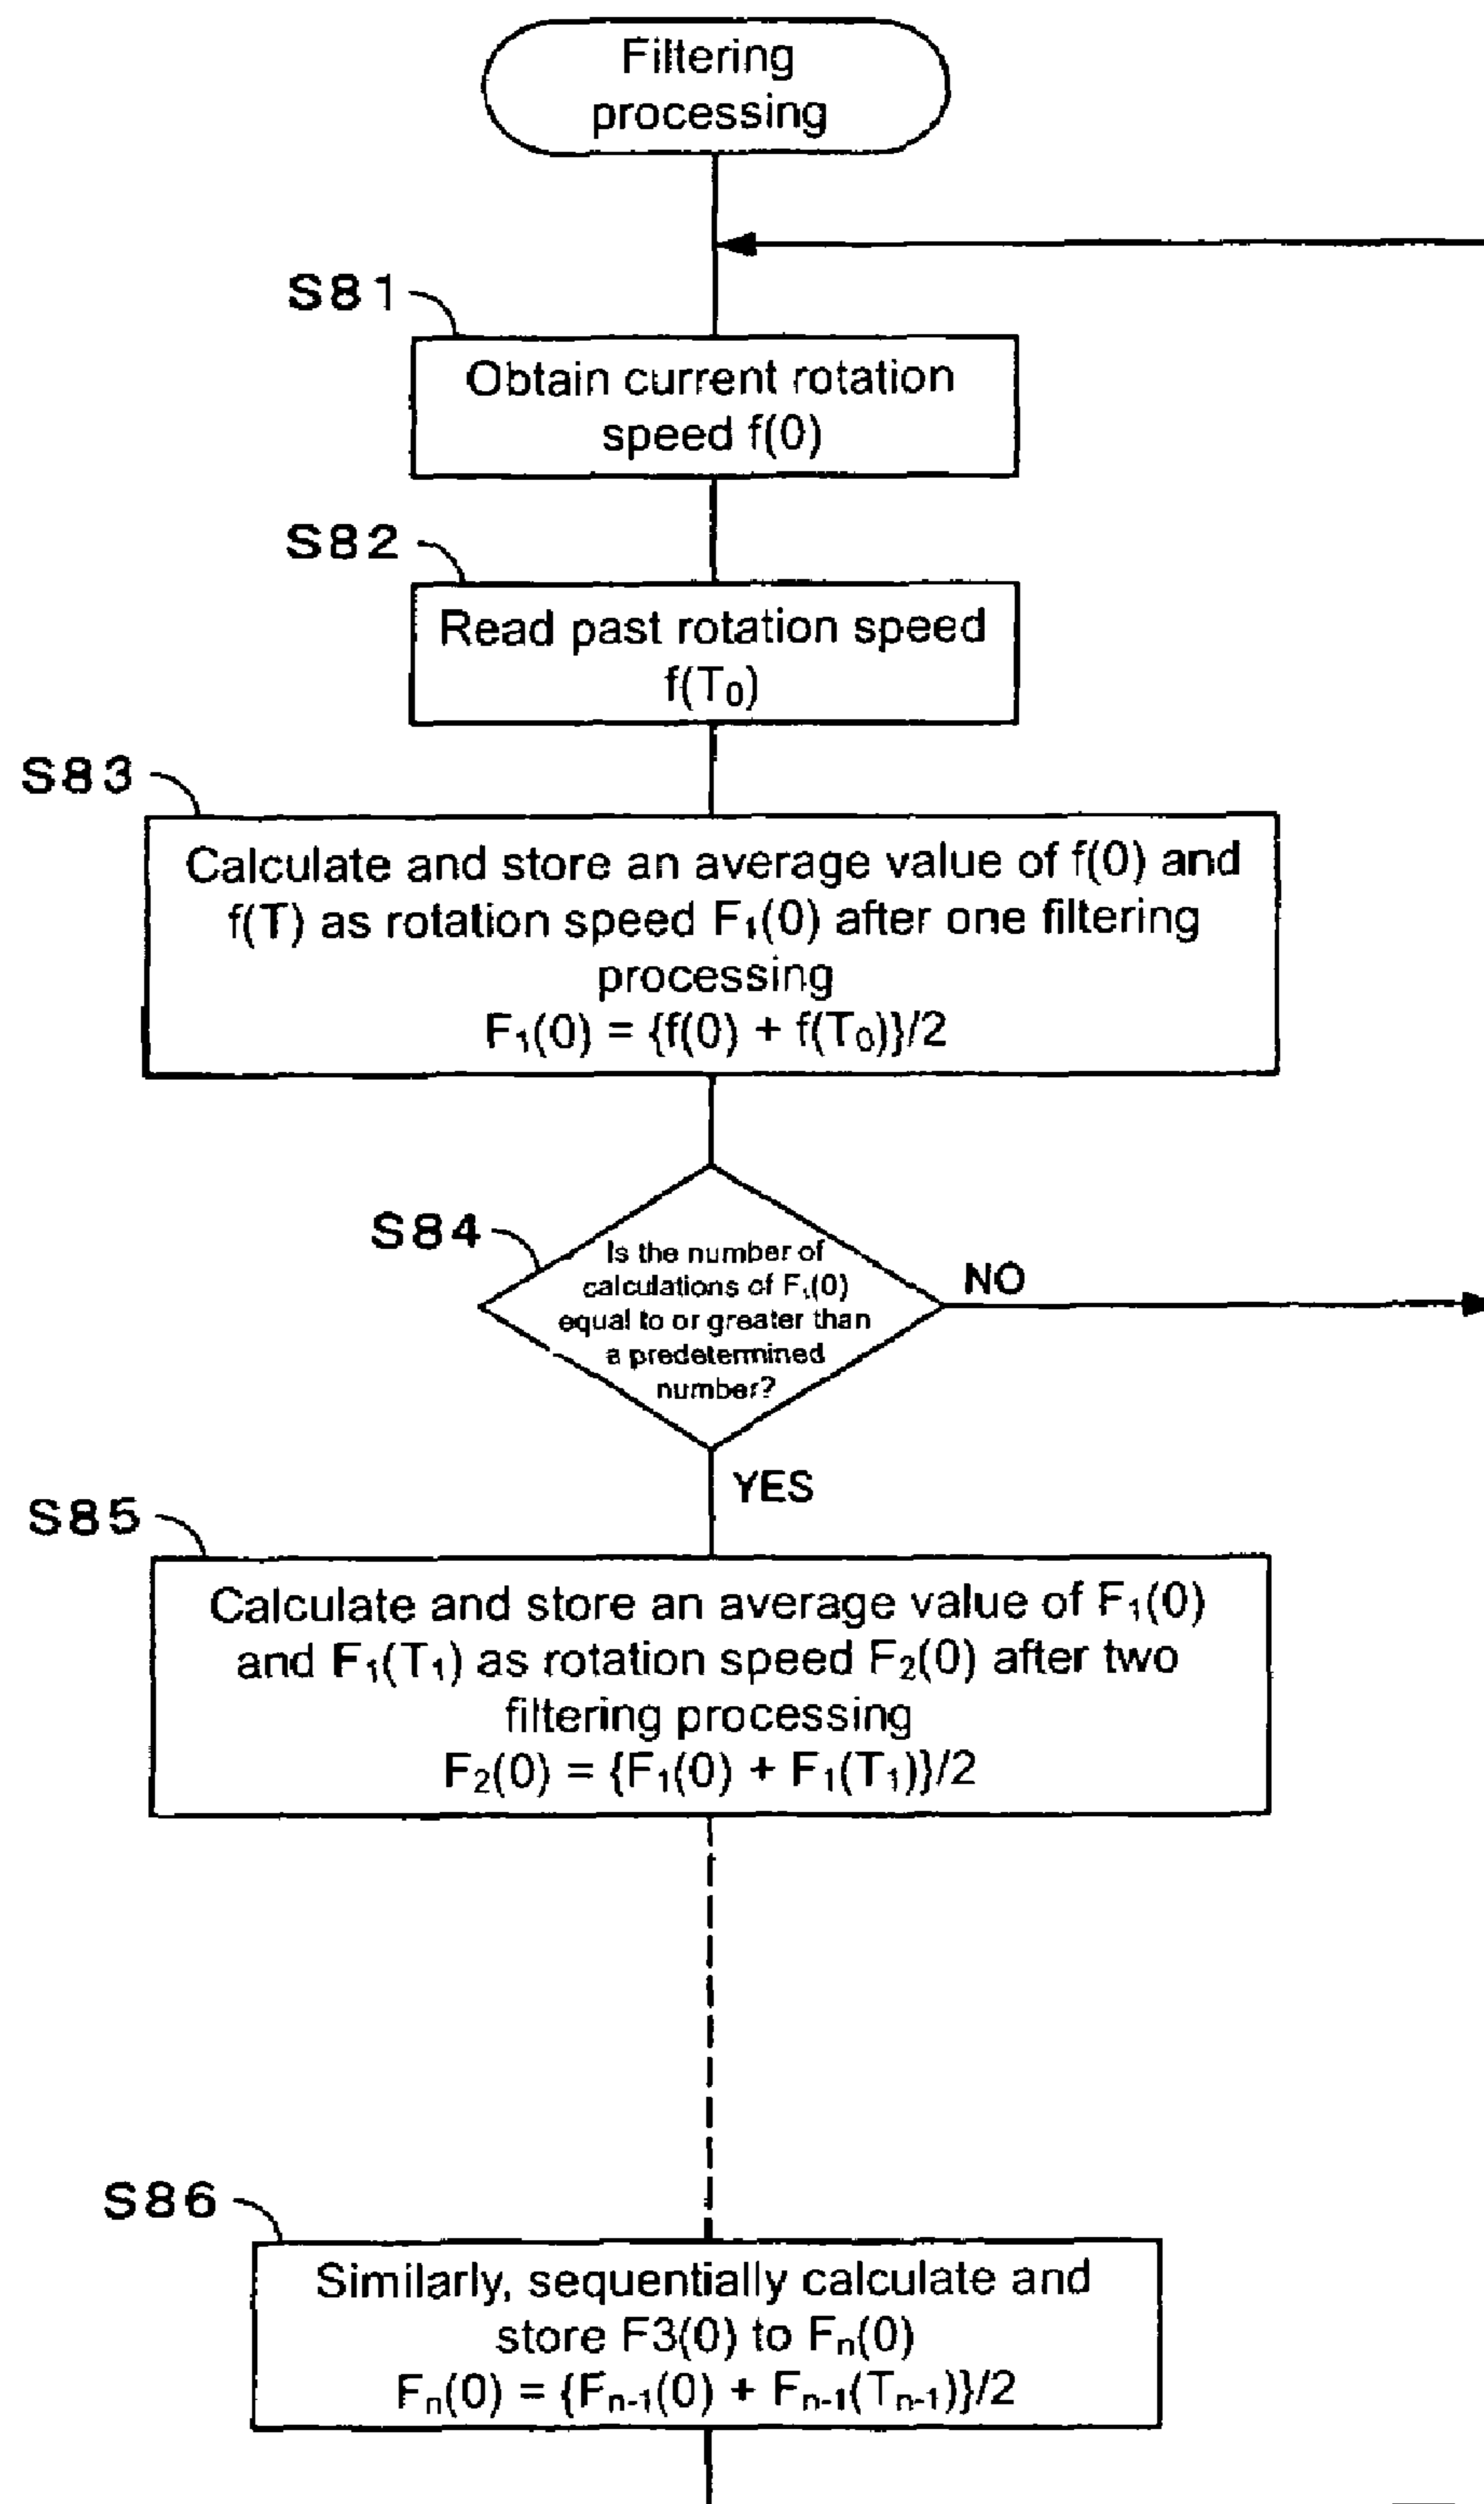 Filtering
processing
S81
Obtain current rotation
speed f(0)
S82
Read past rotation speed
f(T₀)
S83
Calculate and store an average value of f(0) and
f(T) as rotation speed F₁(0) after one filtering
processing
F₁(0) = {f(0) + f(T₀)}/2
S84
Is the number of
calculations of F₁(0)
equal to or greater than
a predetermined
number?
NO
YES
S85
Calculate and store an average value of F₁(0)
and F₁(T₁) as rotation speed F₂(0) after two
filtering processing
F₂(0) = {F₁(0) + F₁(T₁)}/2
S86
Similarly, sequentially calculate and
store F3(0) to Fₙ(0)
Fₙ(0) = {Fₙ₋₁(0) + Fₙ₋₁(Tₙ₋₁)}/2